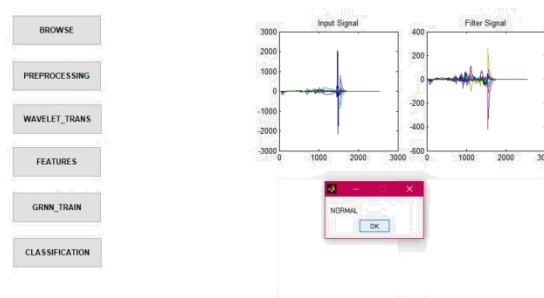 BROWSE
PREPROCESSING
WAVELET_TRANS
FEATURES
GRNN_TRAIN
CLASSIFICATION
Input Signal
3000
2000
1000
0
-1000
-2000
-3000
0 1000 2000 3000
Filter Signal
400
200
0
-200
-400
-600
0 1000 2000
NORMAL
OK